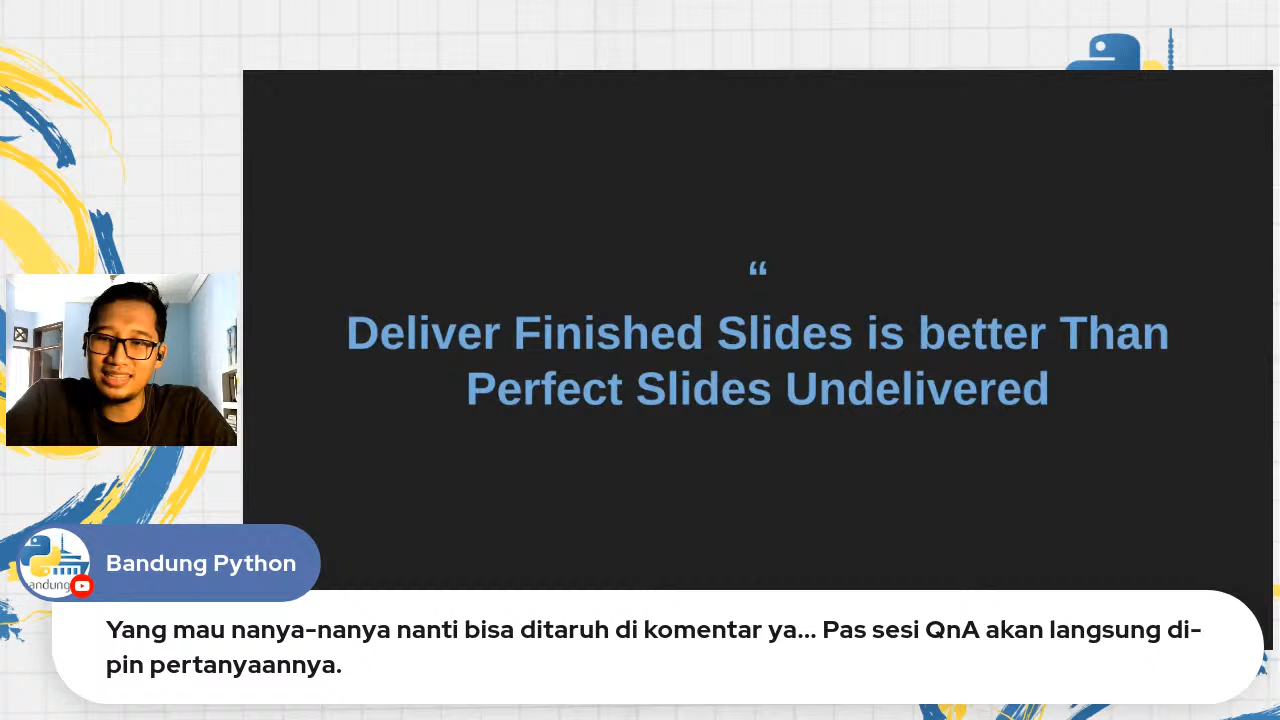 “
Deliver Finished Slides is better Than
Perfect Slides Undelivered
andung
Bandung Python
Yang mau nanya-nanya nanti bisa ditaruh di komentar ya... Pas sesi QnA akan langsung di-
pin pertanyaannya.